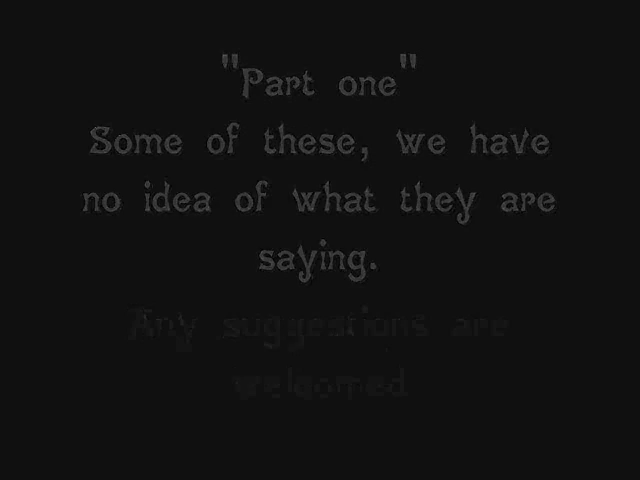 "Part one"
Some of these, we have
no idea of what they are
saying.
Any suggestions are
welcomed